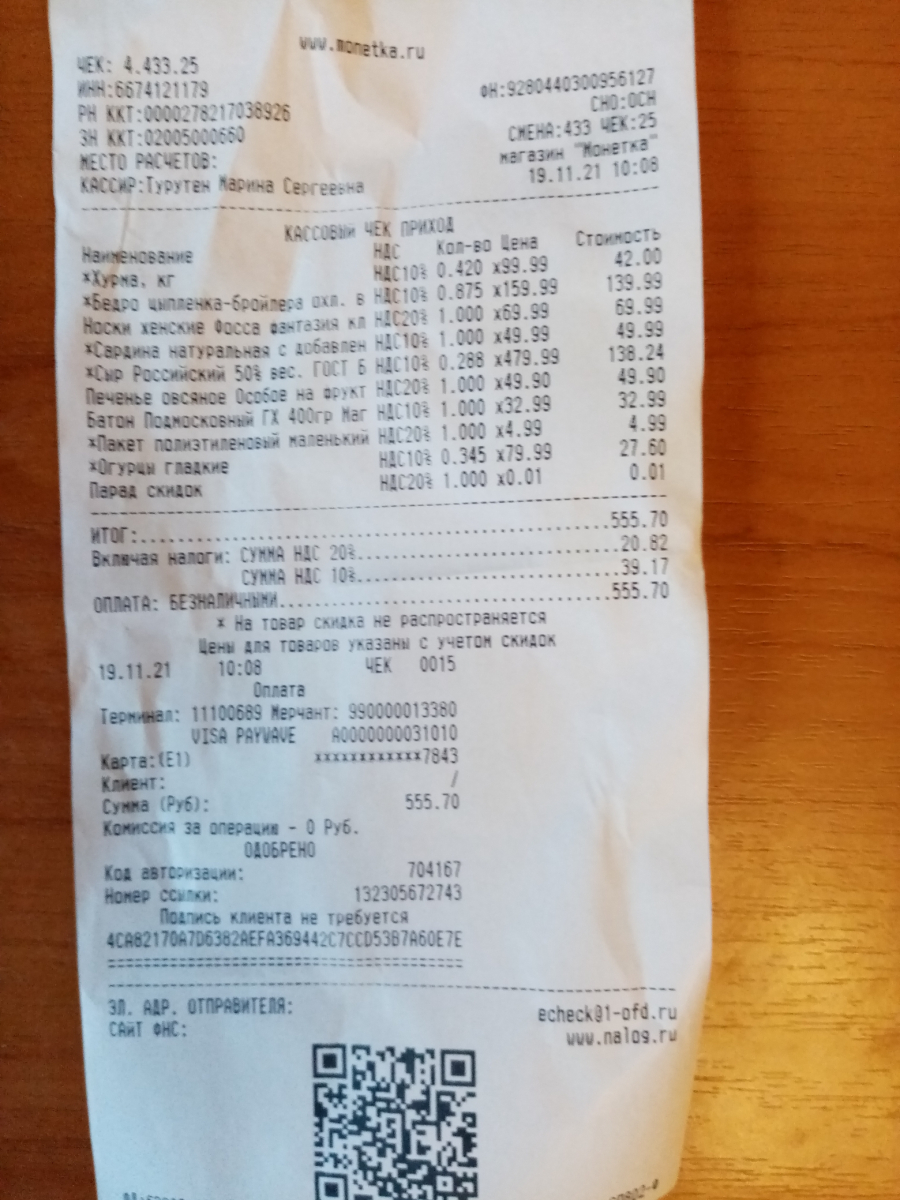 www.monetka.ru
ЧЕК: 4.433.25
ИНН:6674121179 ФН:9280440300956127
РН ККТ:0000278217038926 СНО:ОСН
ЗН ККТ:02005000660 СМЕНА:433 ЧЕК:25
МЕСТО РАСЧЕТОВ: магазин "Монетка"
КАССИР:Турутен Марина Сергеевна 19.11.21 10:08
КАССОВЫЙ ЧЕК ПРИХОД
Наименование НДС Кол-во Цена Стоимость
*Хурма, кг НДС10% 0.420 x99.99 42.00
*Бедро цыпленка-бройлера охл. в НДС10% 0.875 x159.99 139.99
Носки женские Фосса фантазия кл НДС20% 1.000 x69.99 69.99
*Сардина натуральная с добавлен НДС10% 1.000 x49.99 49.99
*Сыр Российский 50% вес. ГОСТ Б НДС10% 0.288 x479.99 138.24
Печенье овсяное Особое на фрукт НДС20% 1.000 x49.90 49.90
Батон Подмосковный ГХ 400гр Маг НДС10% 1.000 x32.99 32.99
*Пакет полиэтиленовый маленький НДС20% 1.000 x4.99 4.99
*Огурцы гладкие НДС10% 0.345 x79.99 27.60
Парад скидок НДС20% 1.000 x0.01 0.01
ИТОГ:..........555.70
Включая налоги: СУММА НДС 20%..........20.82
СУММА НДС 10%..........39.17
ОПЛАТА: БЕЗНАЛИЧНЫМИ..........555.70
* На товар скидка не распространяется
Цены для товаров указаны с учетом скидок
19.11.21 10:08 ЧЕК 0015
Оплата
Терминал: 11100689 Мерчант: 990000013380
VISA PAYWAVE A0000000031010
Карта:(E1) xxxxxxxxxxxx7843
Клиент: /
Сумма (Руб): 555.70
Комиссия за операцию - 0 Руб.
ОДОБРЕНО
Код авторизации: 704167
Номер ссылки: 132305672743
Подпись клиента не требуется
4CA82170A7D6382AEFA369442C7CCD53B7A60E7E
========================================
ЭЛ. АДР. ОТПРАВИТЕЛЯ: echeck@1-ofd.ru
САЙТ ФНС: www.nalog.ru